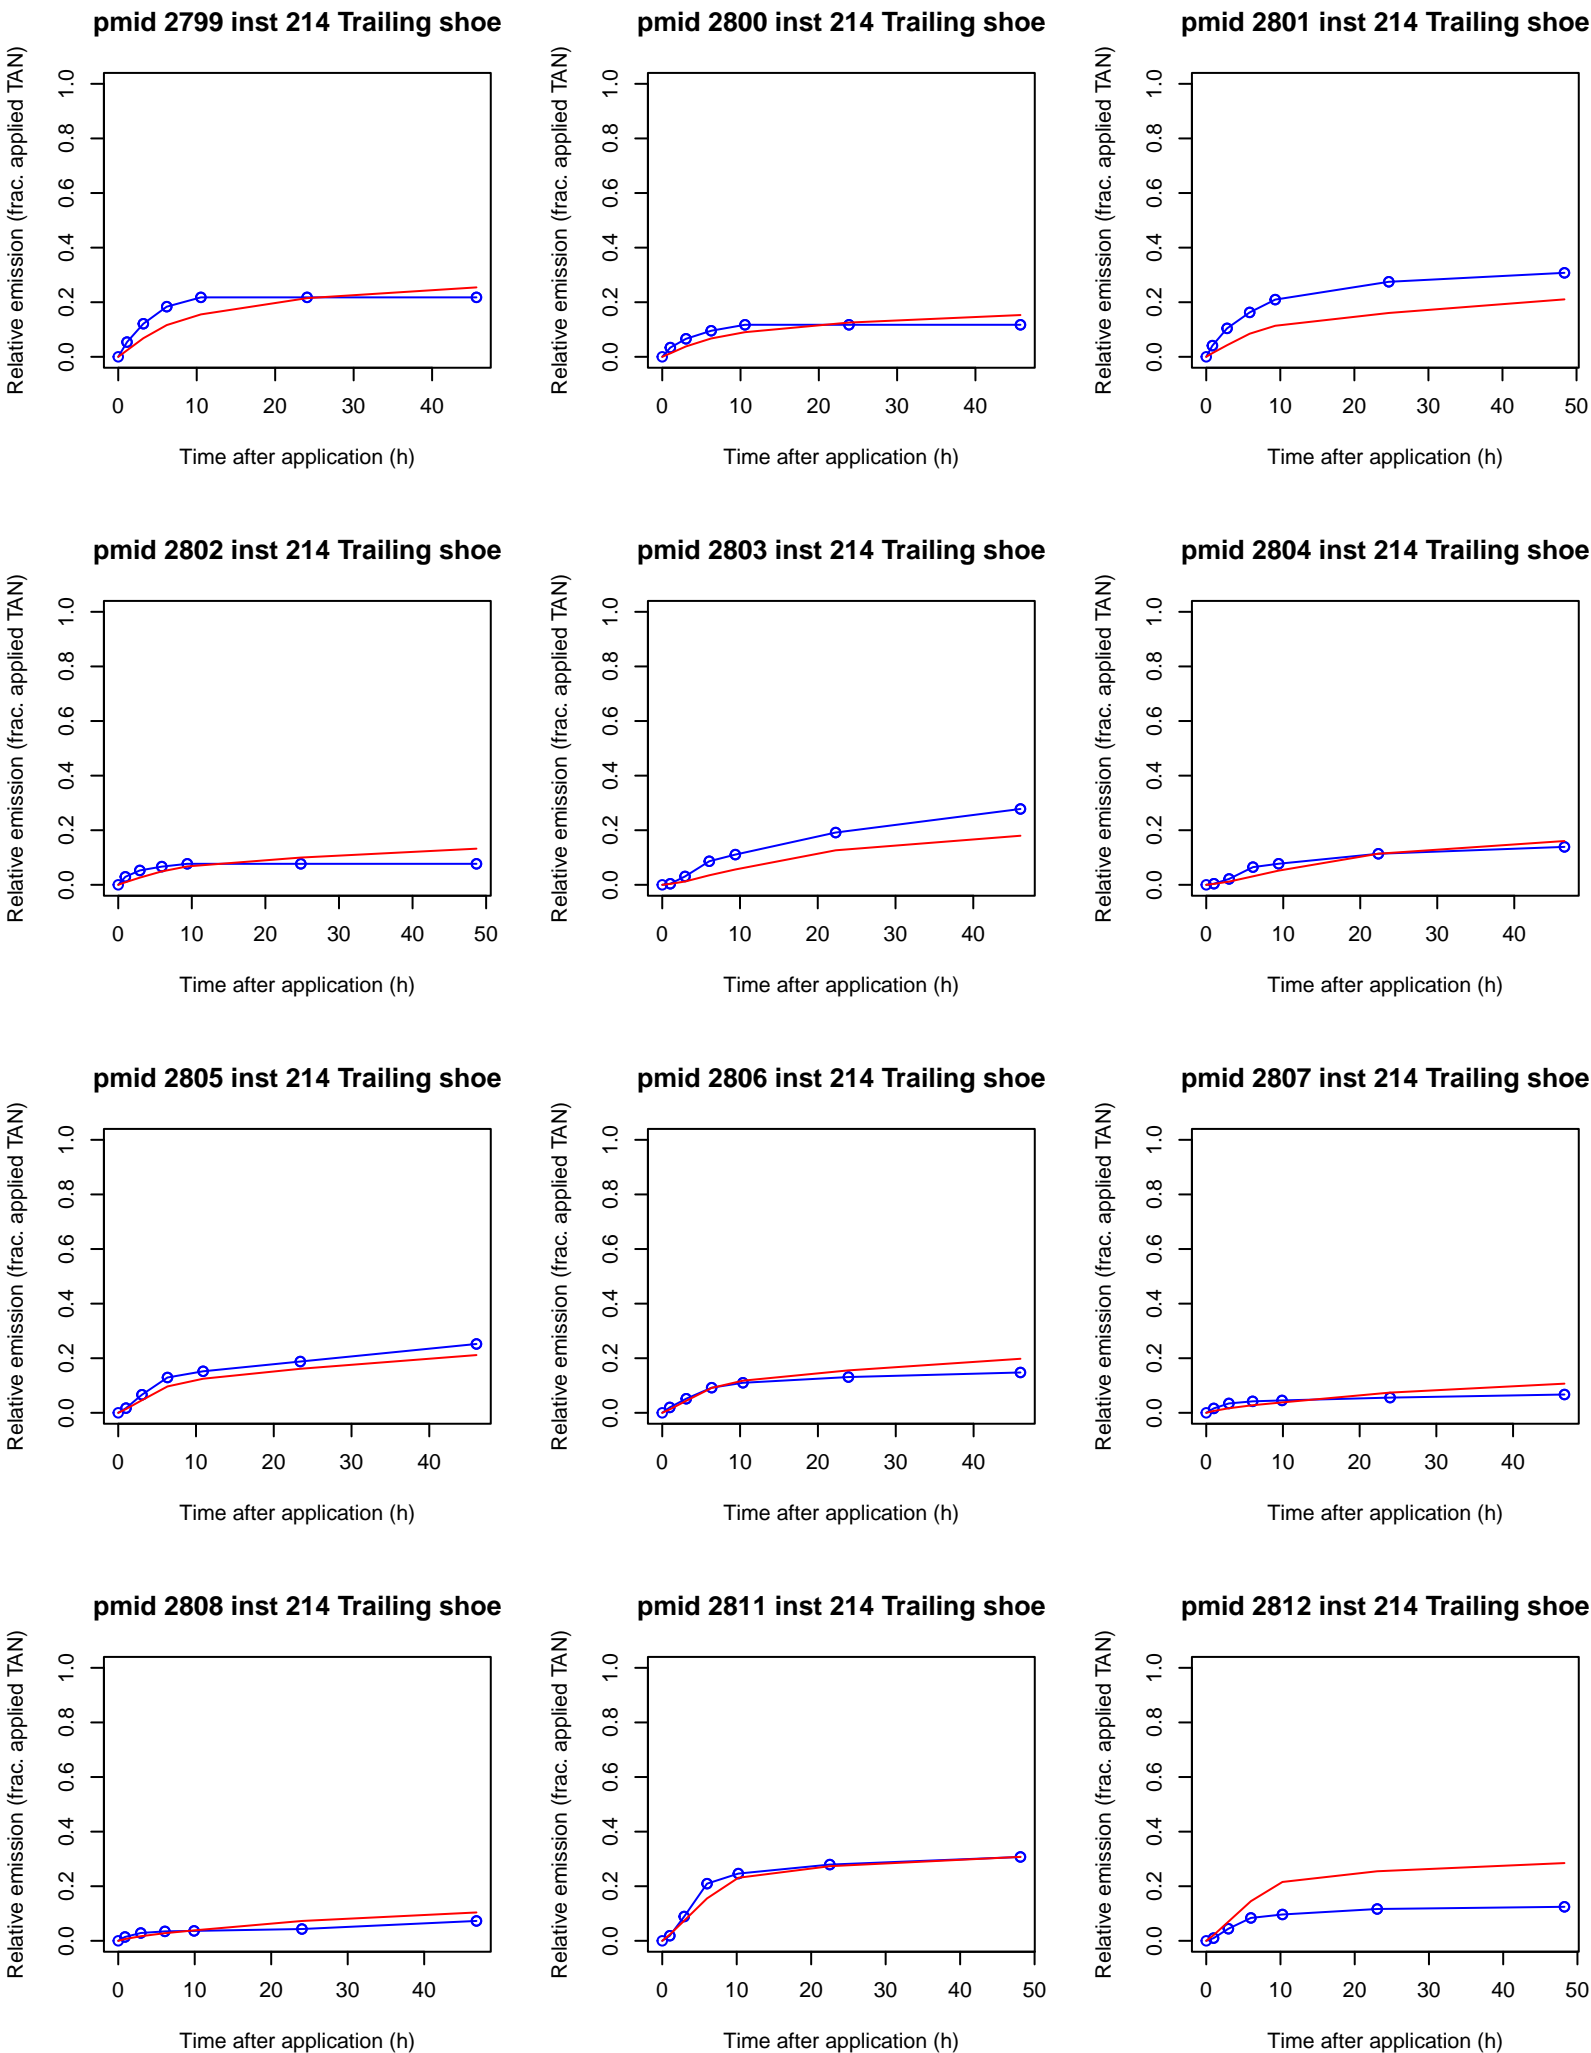 pmid 2799 inst 214 Trailing shoe
Relative emission (frac. applied TAN)
0.0 0.2 0.4 0.6 0.8 1.0
0 10 20 30 40
Time after application (h)
pmid 2800 inst 214 Trailing shoe
Relative emission (frac. applied TAN)
0.0 0.2 0.4 0.6 0.8 1.0
0 10 20 30 40
Time after application (h)
pmid 2801 inst 214 Trailing shoe
Relative emission (frac. applied TAN)
0.0 0.2 0.4 0.6 0.8 1.0
0 10 20 30 40 50
Time after application (h)
pmid 2802 inst 214 Trailing shoe
Relative emission (frac. applied TAN)
0.0 0.2 0.4 0.6 0.8 1.0
0 10 20 30 40 50
Time after application (h)
pmid 2803 inst 214 Trailing shoe
Relative emission (frac. applied TAN)
0.0 0.2 0.4 0.6 0.8 1.0
0 10 20 30 40
Time after application (h)
pmid 2804 inst 214 Trailing shoe
Relative emission (frac. applied TAN)
0.0 0.2 0.4 0.6 0.8 1.0
0 10 20 30 40
Time after application (h)
pmid 2805 inst 214 Trailing shoe
Relative emission (frac. applied TAN)
0.0 0.2 0.4 0.6 0.8 1.0
0 10 20 30 40
Time after application (h)
pmid 2806 inst 214 Trailing shoe
Relative emission (frac. applied TAN)
0.0 0.2 0.4 0.6 0.8 1.0
0 10 20 30 40
Time after application (h)
pmid 2807 inst 214 Trailing shoe
Relative emission (frac. applied TAN)
0.0 0.2 0.4 0.6 0.8 1.0
0 10 20 30 40
Time after application (h)
pmid 2808 inst 214 Trailing shoe
Relative emission (frac. applied TAN)
0.0 0.2 0.4 0.6 0.8 1.0
0 10 20 30 40
Time after application (h)
pmid 2811 inst 214 Trailing shoe
Relative emission (frac. applied TAN)
0.0 0.2 0.4 0.6 0.8 1.0
0 10 20 30 40 50
Time after application (h)
pmid 2812 inst 214 Trailing shoe
Relative emission (frac. applied TAN)
0.0 0.2 0.4 0.6 0.8 1.0
0 10 20 30 40 50
Time after application (h)